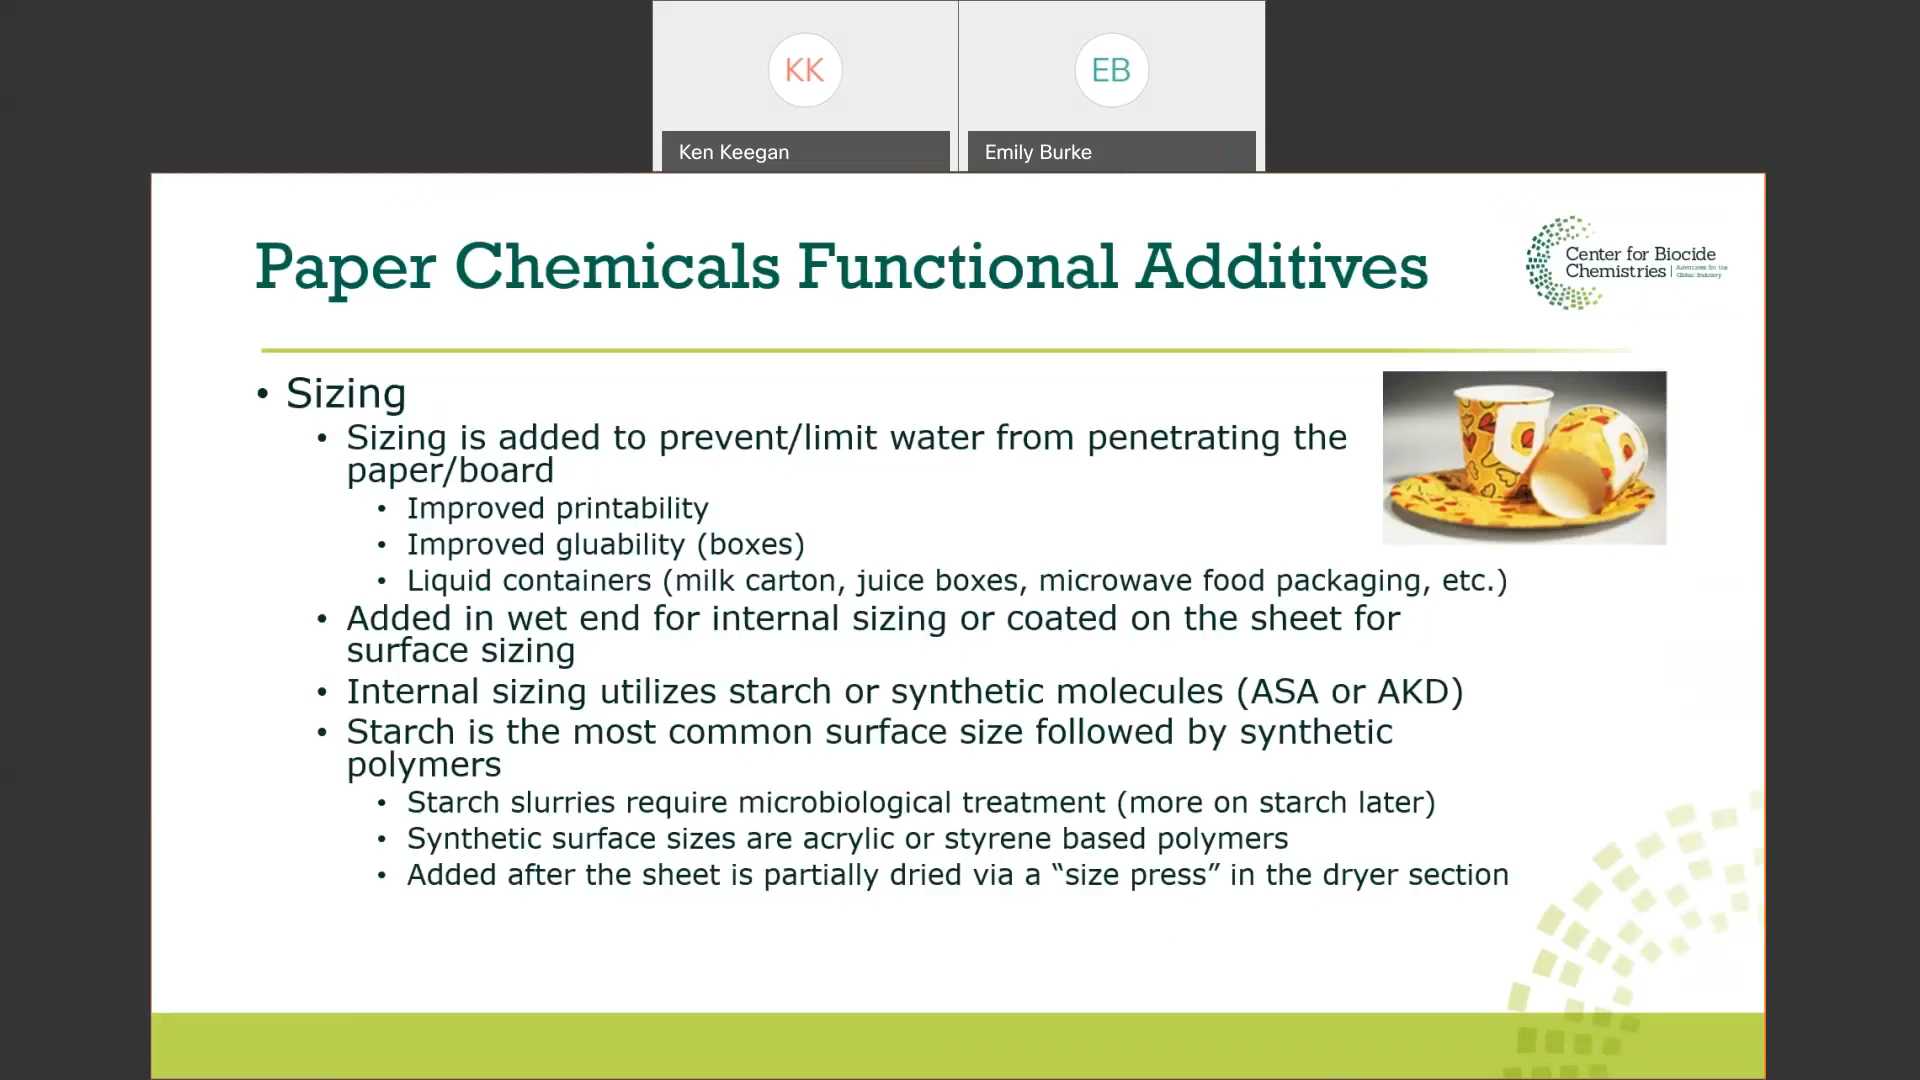 KK
EB
Ken Keegan
Emily Burke
Paper Chemicals Functional Additives
Center for Biocide
Chemistries | Advocates for the
Global Industry
• Sizing
• Sizing is added to prevent/limit water from penetrating the
paper/board
• Improved printability
• Improved gluability (boxes)
• Liquid containers (milk carton, juice boxes, microwave food packaging, etc.)
• Added in wet end for internal sizing or coated on the sheet for
surface sizing
• Internal sizing utilizes starch or synthetic molecules (ASA or AKD)
• Starch is the most common surface size followed by synthetic
polymers
• Starch slurries require microbiological treatment (more on starch later)
• Synthetic surface sizes are acrylic or styrene based polymers
• Added after the sheet is partially dried via a “size press” in the dryer section